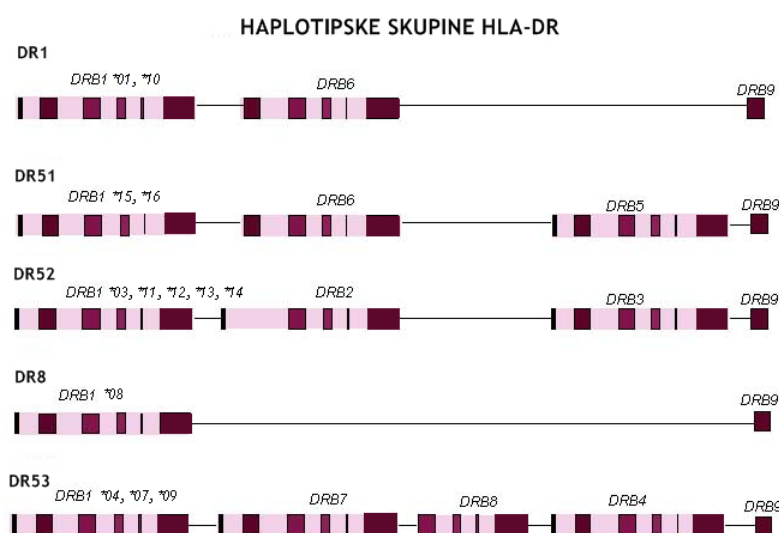 HAPLOTIPSKE SKUPINE HLA-DR
DR1
DRB1 *01, *10
DRB6
DRB9
DR51
DRB1 *15, *16
DRB6
DRB5
DRB9
DR52
DRB1 *03, *11, *12, *13, *14
DRB2
DRB3
DRB9
DR8
DRB1 *08
DRB9
DR53
DRB1 *04, *07, *09
DRB7
DRB8
DRB4
DRB9